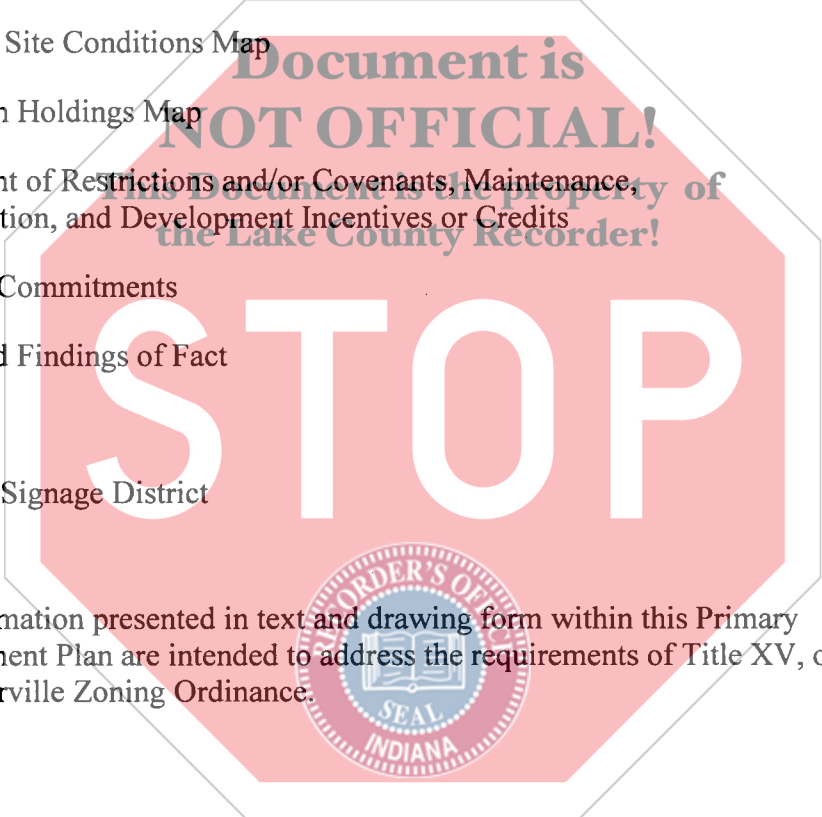 Site Conditions Map
Document is
Holdings Map
NOT OFFICIAL!
of Restrictions and/or Covenants, Maintenance,
This Document is the property of
tion, and Development Incentives or Credits
the Lake County Recorder!
Commitments
Findings of Fact
STOP
Signage District
RECORDER'S OFFICE
mation presented in text and drawing form within this Primary
ent Plan are intended to address the requirements of Title XV, o
rville Zoning Ordinance.
SEAL
INDIANA